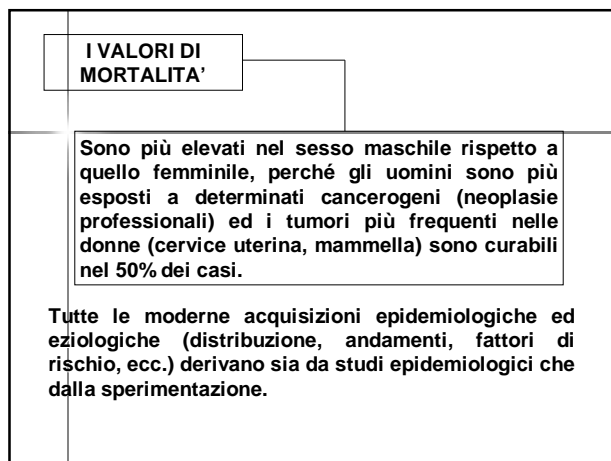 I VALORI DI
MORTALITA’
Sono più elevati nel sesso maschile rispetto a
quello femminile, perché gli uomini sono più
esposti a determinati cancerogeni (neoplasie
professionali) ed i tumori più frequenti nelle
donne (cervice uterina, mammella) sono curabili
nel 50% dei casi.
Tutte le moderne acquisizioni epidemiologiche ed
eziologiche (distribuzione, andamenti, fattori di
rischio, ecc.) derivano sia da studi epidemiologici che
dalla sperimentazione.